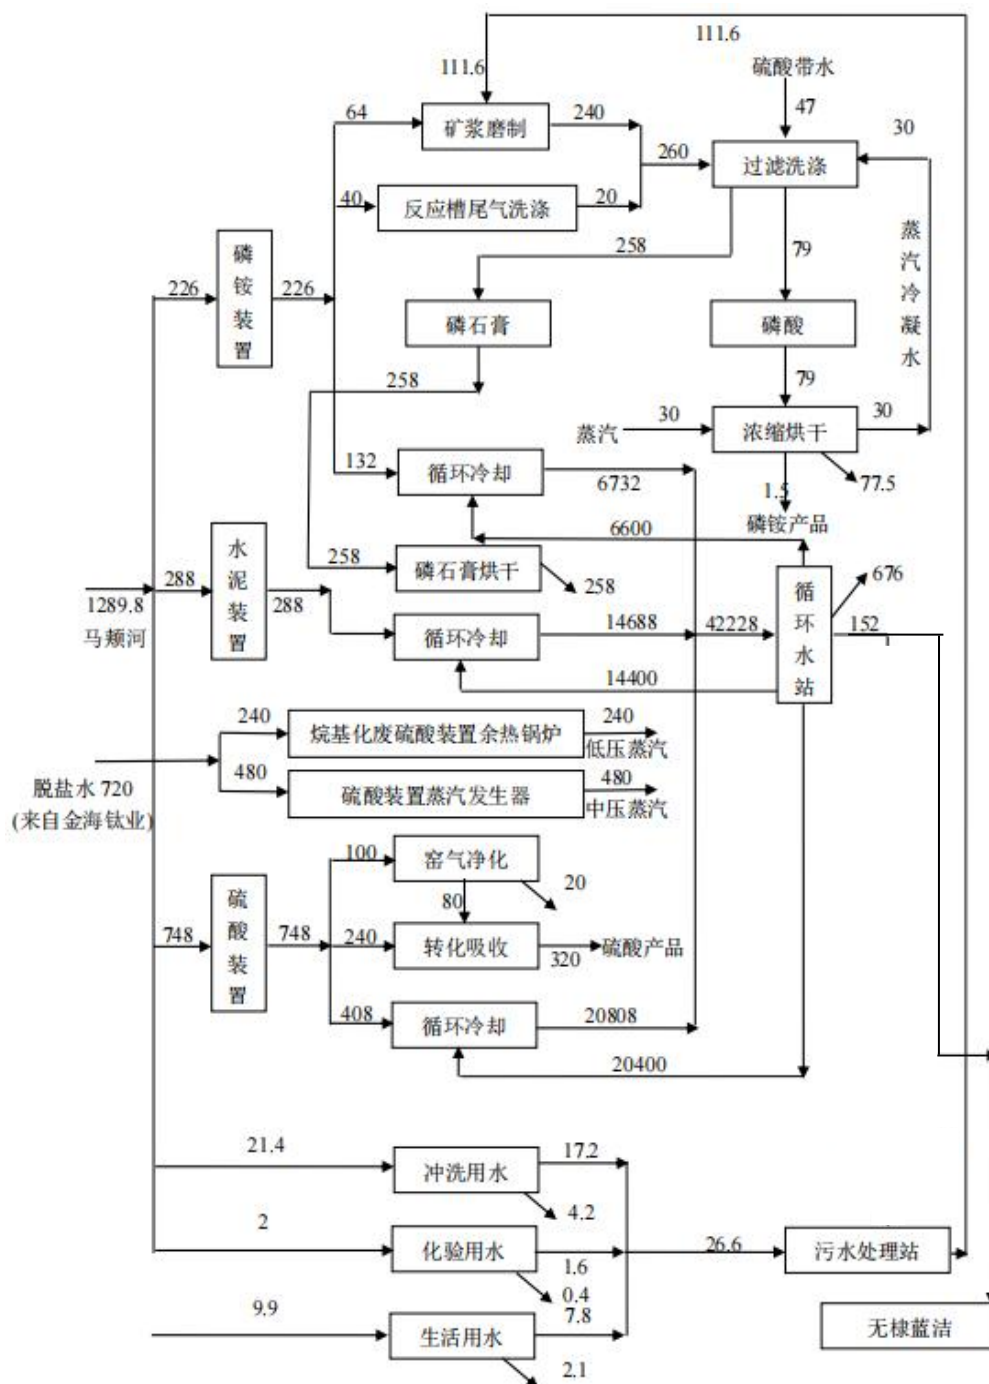 111.6
111.6
硫酸带水
47
64
矿浆磨制
240
30
260
过滤洗涤
40
反应槽尾气洗涤
20
258
79
蒸汽冷凝水
磷铵装置
226
226
磷石膏
磷酸
258
79
30
30
蒸汽
浓缩烘干
132
循环冷却
6732
1.5
77.5
磷铵产品
6600
258
磷石膏烘干
258
676
1289.8
马颊河
288
水泥装置
288
循环冷却
14688
42228
循环水站
152
14400
240
烷基化废硫酸装置余热锅炉
240
低压蒸汽
脱盐水 720
(来自金海钛业)
480
硫酸装置蒸汽发生器
480
中压蒸汽
100
窑气净化
20
80
748
硫酸装置
748
240
转化吸收
320
硫酸产品
408
循环冷却
20808
20400
21.4
冲洗用水
17.2
4.2
2
化验用水
1.6
0.4
26.6
污水处理站
9.9
生活用水
7.8
2.1
无棣蓝洁